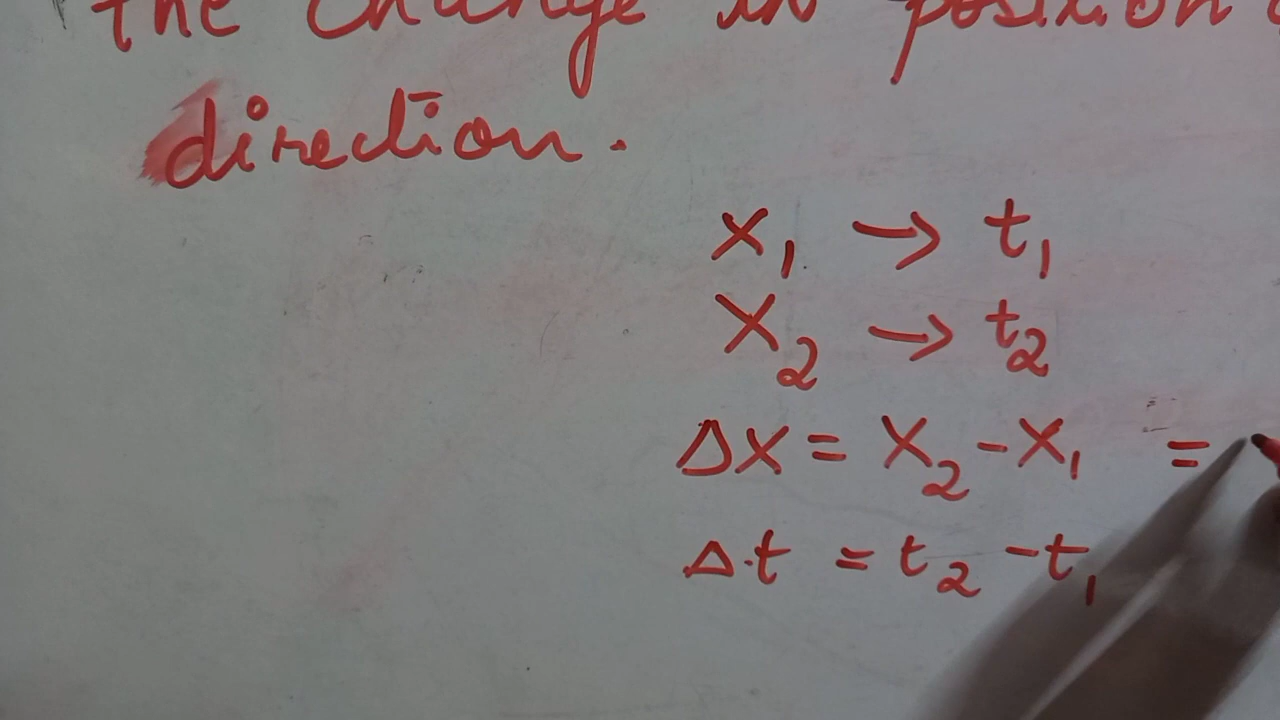 the change in position
direction.
x₁ → t₁
X₂ → t₂
Δx = X₂ - X₁ =
Δt = t₂ - t₁